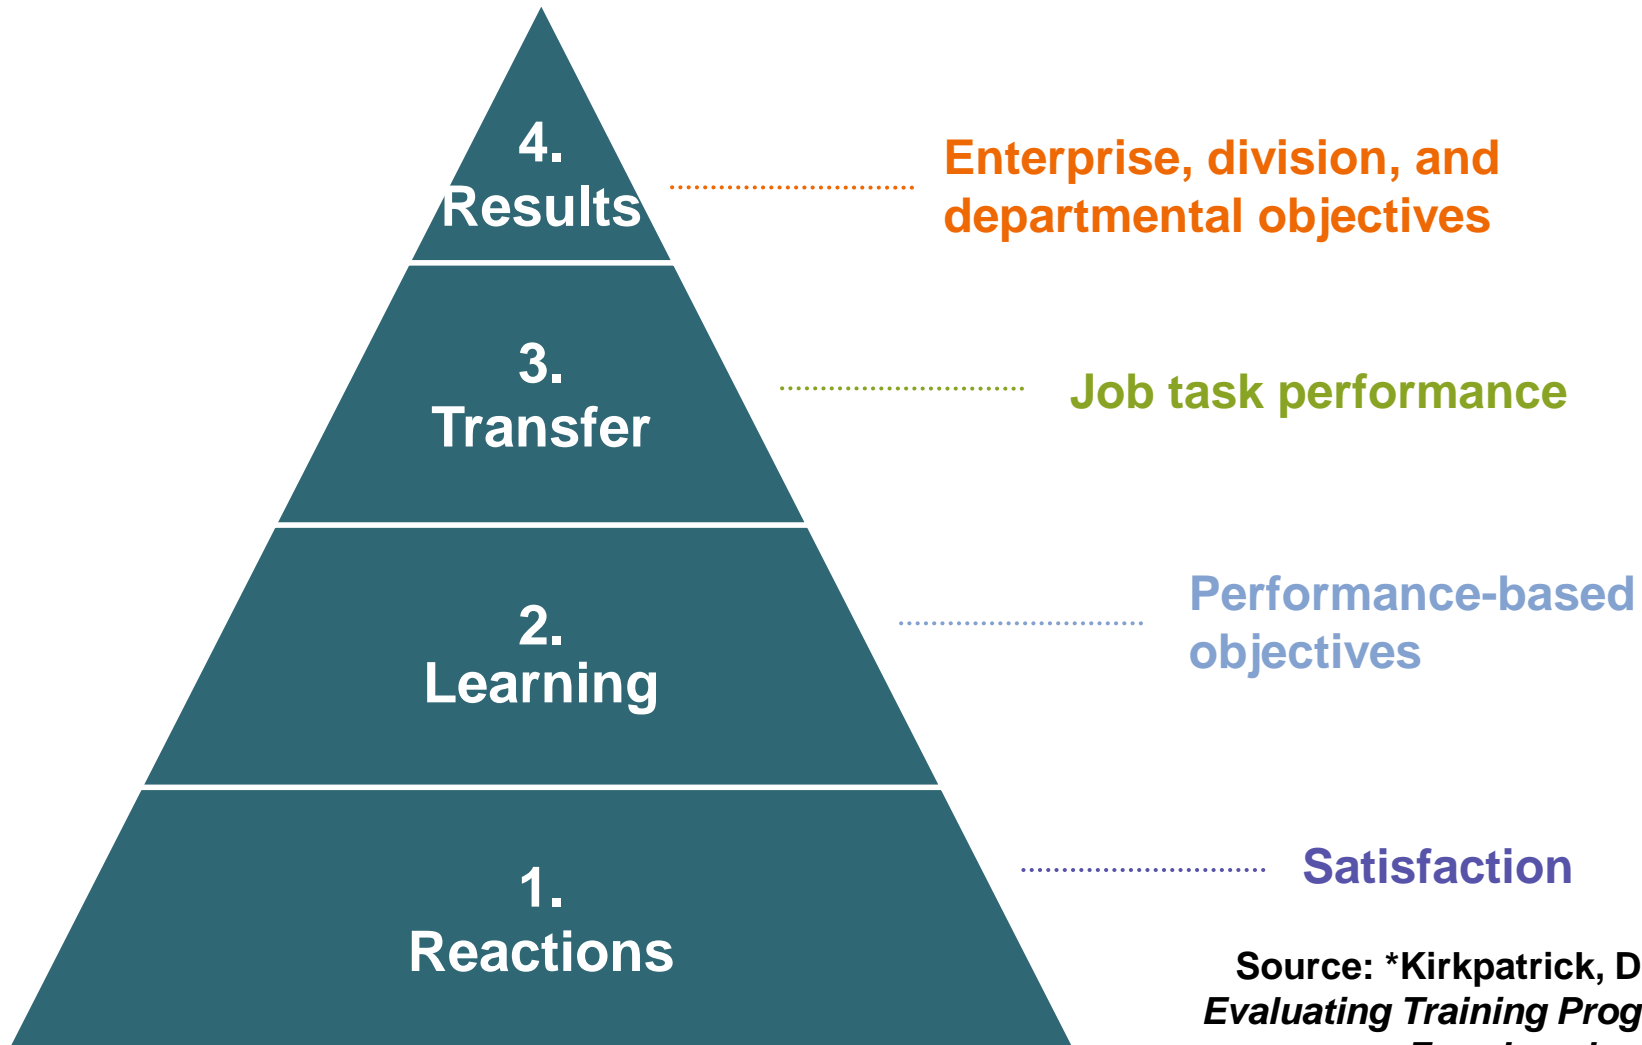 4.
Results
Enterprise, division, and
departmental objectives
3.
Transfer
Job task performance
2.
Learning
Performance-based
objectives
1.
Reactions
Satisfaction
Source: *Kirkpatrick, D
Evaluating Training Prog